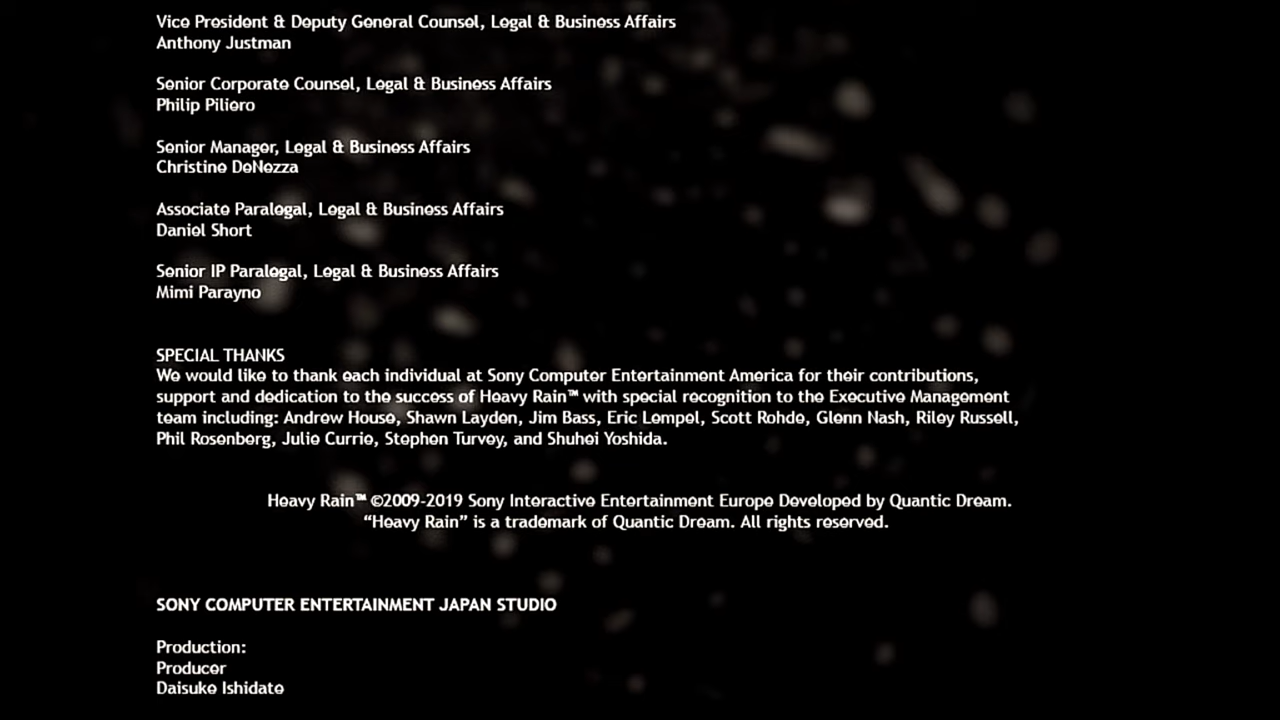 Vice President & Deputy General Counsel, Legal & Business Affairs
Anthony Justman
Senior Corporate Counsel, Legal & Business Affairs
Philip Piliero
Senior Manager, Legal & Business Affairs
Christine DeNezza
Associate Paralegal, Legal & Business Affairs
Daniel Short
Senior IP Paralegal, Legal & Business Affairs
Mimi Parayno
SPECIAL THANKS
We would like to thank each individual at Sony Computer Entertainment America for their contributions,
support and dedication to the success of Heavy Rain™ with special recognition to the Executive Management
team including: Andrew House, Shawn Layden, Jim Bass, Eric Lempel, Scott Rohde, Glenn Nash, Riley Russell,
Phil Rosenberg, Julie Currie, Stephen Turvey, and Shuhei Yoshida.
Heavy Rain™ ©2009-2019 Sony Interactive Entertainment Europe Developed by Quantic Dream.
“Heavy Rain” is a trademark of Quantic Dream. All rights reserved.
SONY COMPUTER ENTERTAINMENT JAPAN STUDIO
Production:
Producer
Daisuke Ishidate